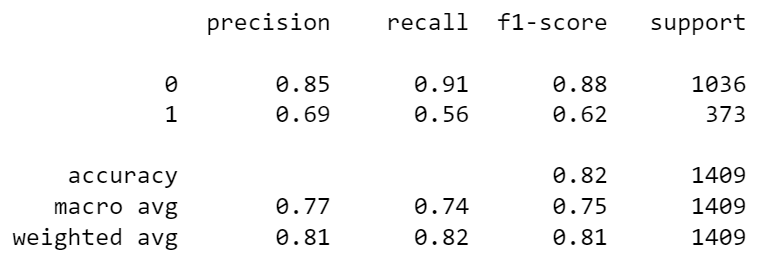 precision recall f1-score support
0 0.85 0.91 0.88 1036
1 0.69 0.56 0.62 373
accuracy 0.82 1409
macro avg 0.77 0.74 0.75 1409
weighted avg 0.81 0.82 0.81 1409